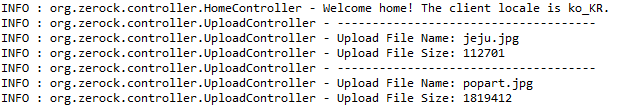 INFO : org.zerock.controller.HomeController - Welcome home! The client locale is ko_KR.
INFO : org.zerock.controller.UploadController - -------------------------------------
INFO : org.zerock.controller.UploadController - Upload File Name: jeju.jpg
INFO : org.zerock.controller.UploadController - Upload File Size: 112701
INFO : org.zerock.controller.UploadController - -------------------------------------
INFO : org.zerock.controller.UploadController - Upload File Name: popart.jpg
INFO : org.zerock.controller.UploadController - Upload File Size: 1819412